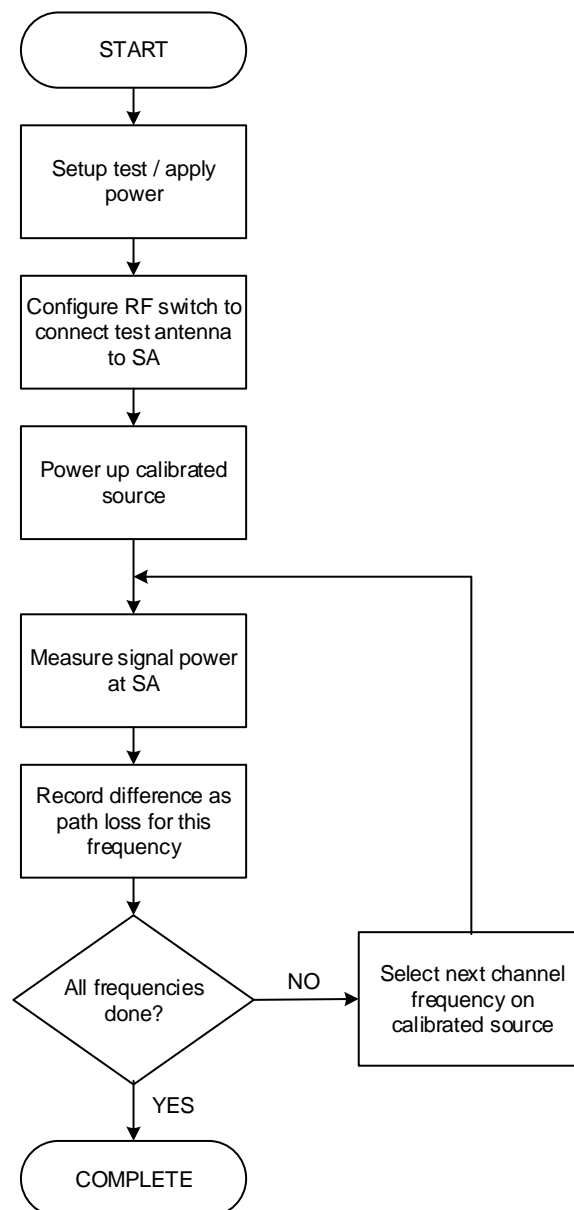 START
Setup test / apply
power
Configure RF switch to
connect test antenna
to SA
Power up calibrated
source
Measure signal power
at SA
Record difference as
path loss for this
frequency
All frequencies
done?
NO
Select next channel
frequency on
calibrated source
YES
COMPLETE